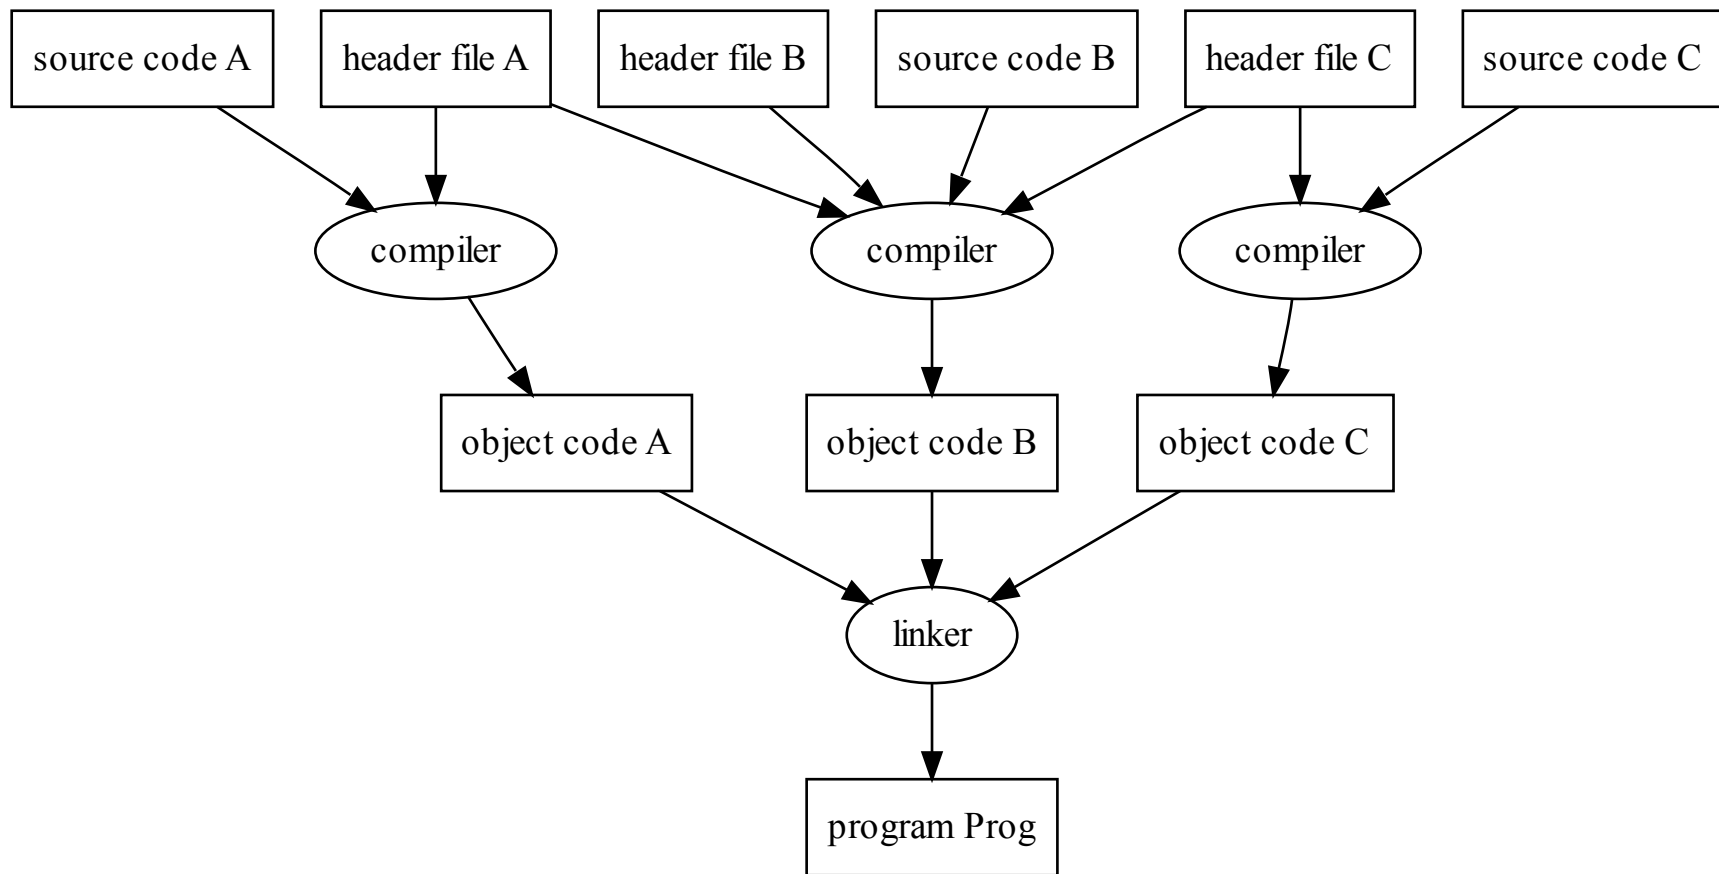 source code A
header file A
header file B
source code B
header file C
source code C
compiler
compiler
compiler
object code A
object code B
object code C
linker
program Prog